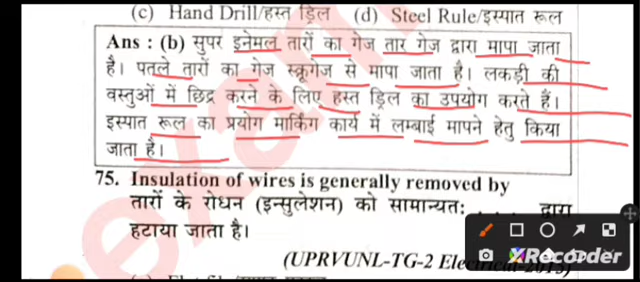 (c) Hand Drill/हस्त ड्रिल (d) Steel Rule/इस्पात रूल
Ans : (b) सुपर इनेमल तारों का गेज तार गेज द्वारा मापा जाता
है। पतले तारों का गेज स्क्रूगेज से मापा जाता है। लकड़ी की
वस्तुओं में छिद्र करने के लिए हस्त ड्रिल का उपयोग करते हैं।
इस्पात रूल का प्रयोग मार्किंग कार्य में लम्बाई मापने हेतु किया
जाता है।
75. Insulation of wires is generally removed by
तारों के रोधन (इन्सुलेशन) को सामान्यतः . . . . द्वारा
हटाया जाता है।
(UPRVUNL-TG-2 Electrical-2015)
XRecorder